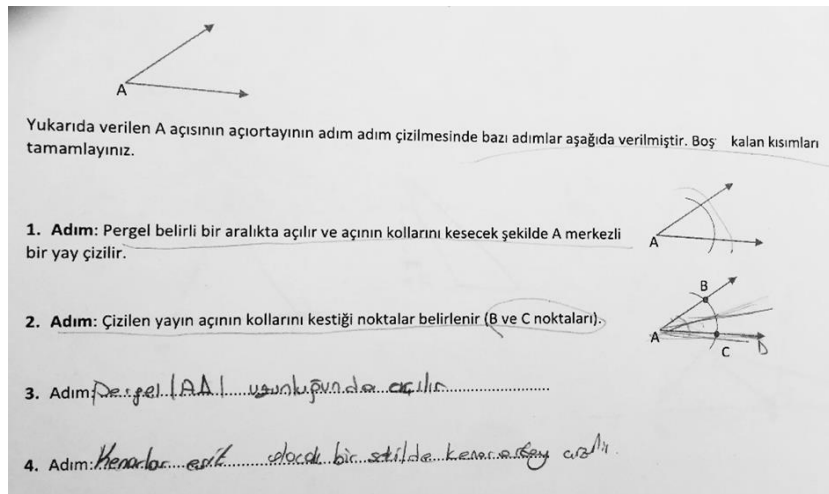 A
Yukarıda verilen A açısının açıortayının adım adım çizilmesinde bazı adımlar aşağıda verilmiştir. Boş kalan kısımları
tamamlayınız.
1. Adım: Pergel belirli bir aralıkta açılır ve açının kollarını kesecek şekilde A merkezli
bir yay çizilir.
A
2. Adım: Çizilen yayın açının kollarını kestiği noktalar belirlenir (B ve C noktaları).
B
A
C D
3. Adım: Pergel |AD| uzunluğunda açılır
4. Adım: Kenarlar eşit olacak bir şekilde kenarortay